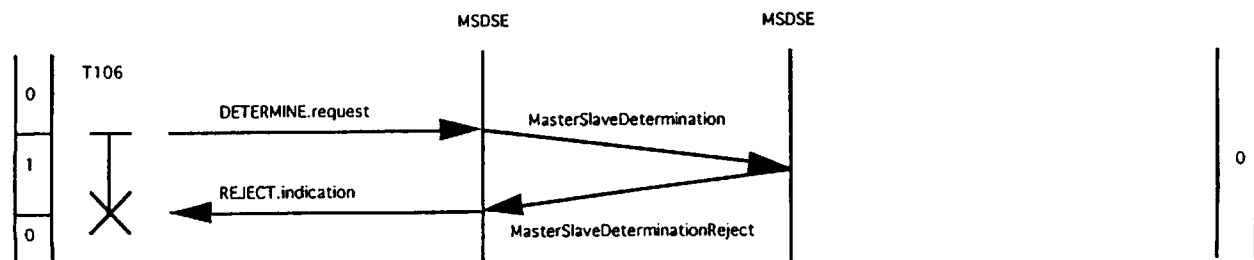 MSDSE
MSDSE
T106
0
DETERMINE.request
MasterSlaveDetermination
1
0
REJECT.indication
MasterSlaveDeterminationReject
0